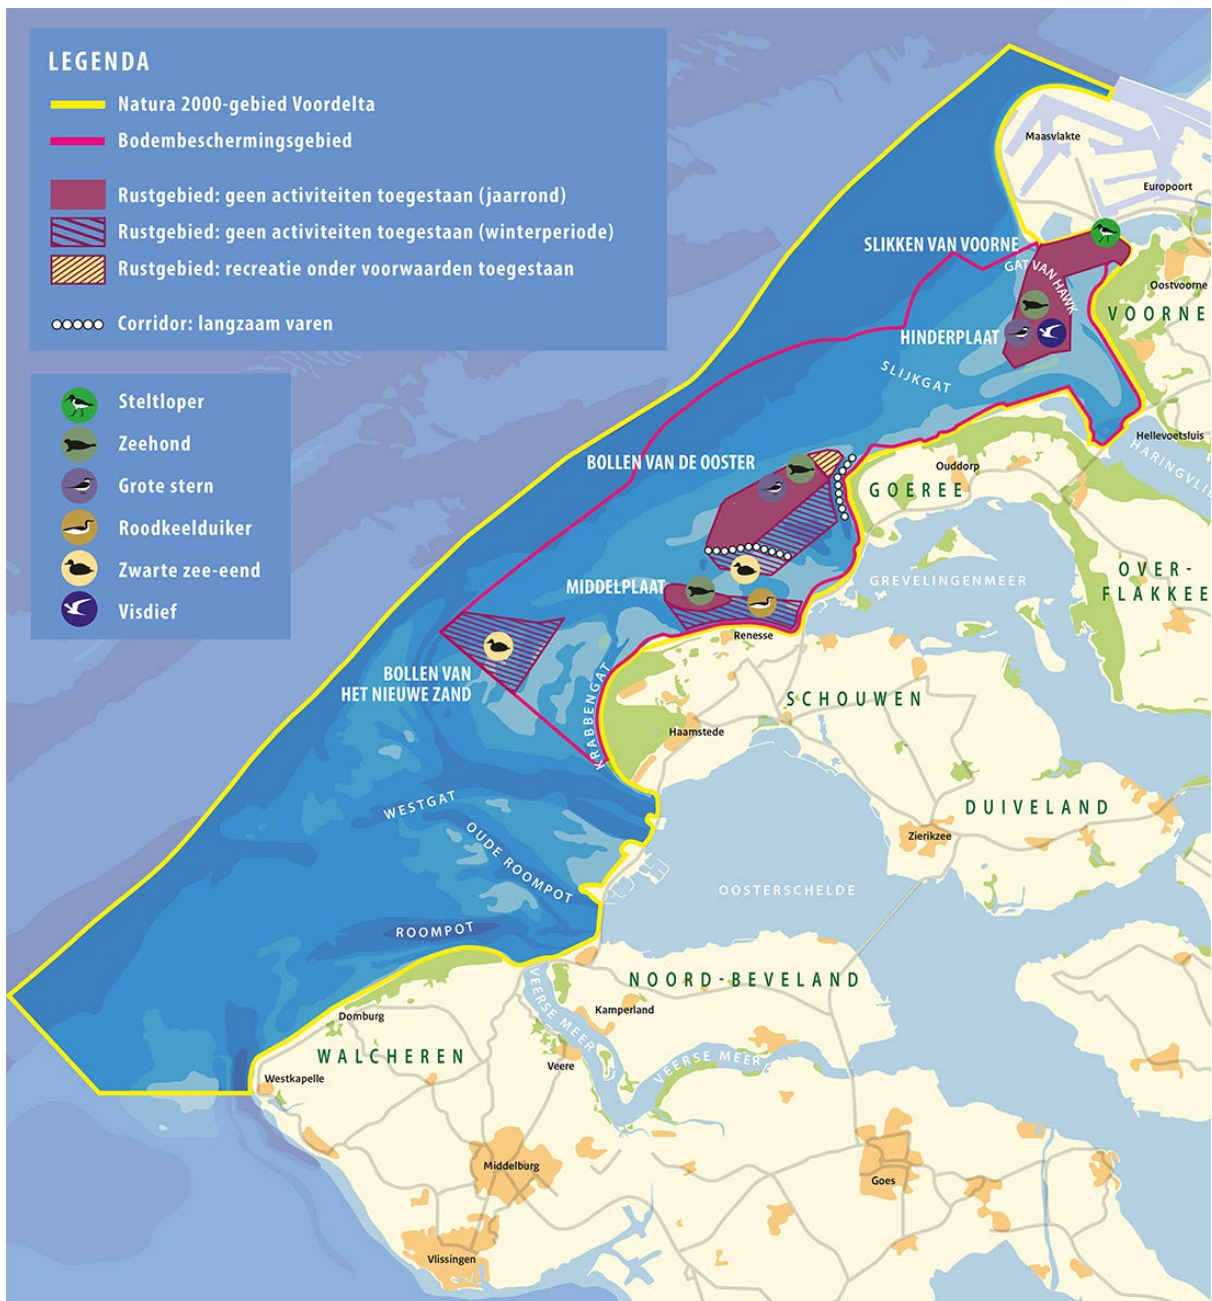 LEGENDA
Natura 2000-gebied Voordelta
Bodembeschermingsgebied
Rustgebied: geen activiteiten toegestaan (jaarrond)
Rustgebied: geen activiteiten toegestaan (winterperiode)
Rustgebied: recreatie onder voorwaarden toegestaan
Corridor: langzaam varen
Steltloper
Zeehond
Grote stern
Roodkeelduiker
Zwarte zee-eend
Visdief
Maasvlakte
Europoort
SLIKKEN VAN VOORNE
GAT VAN HAWK
Oostvoorne
VOORNE
HINDERPLAAT
SLIJKGAT
Hellevoetsluis
HARINGVLIE
BOLLEN VAN DE OOSTER
Ouddorp
GOEREE
GREVELINGENMEER
OVER-
FLAKKEE
MIDDELPLAAT
Renesse
BOLLEN VAN
HET NIEUWE ZAND
KRABBENGAT
SCHOUWEN
Haamstede
WESTGAT
OUDE ROOMPOT
DUIVELAND
Zierikzee
OOSTERSCHELDE
ROOMPOT
NOORD-BEVELAND
VEERSE MEER
Kamperland
Domburg
WALCHEREN
Veere
VEERSE MEER
Westkapelle
Middelburg
Goes
Vlissingen